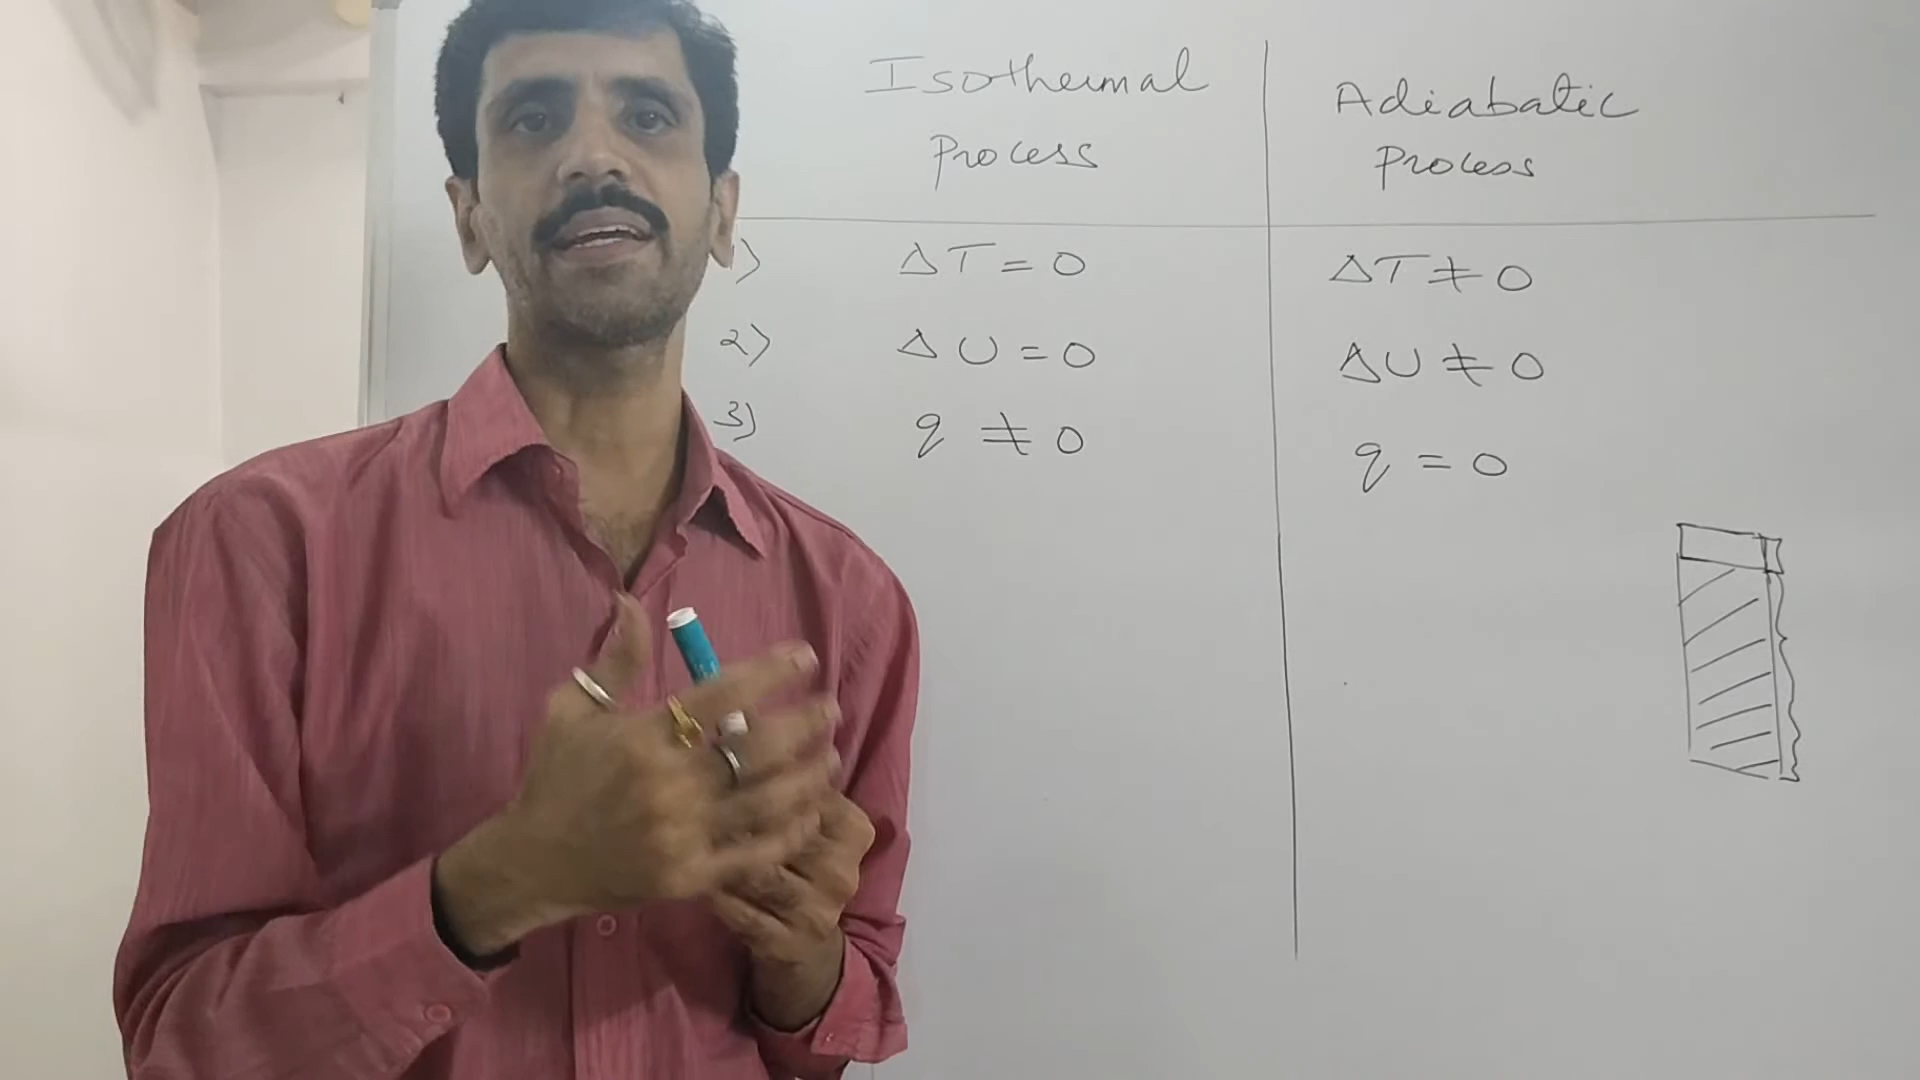 Isothermal
Process
Adiabatic
Process
1) ΔT = 0 ΔT ≠ 0
2) ΔU = 0 ΔU ≠ 0
3) q ≠ 0 q = 0